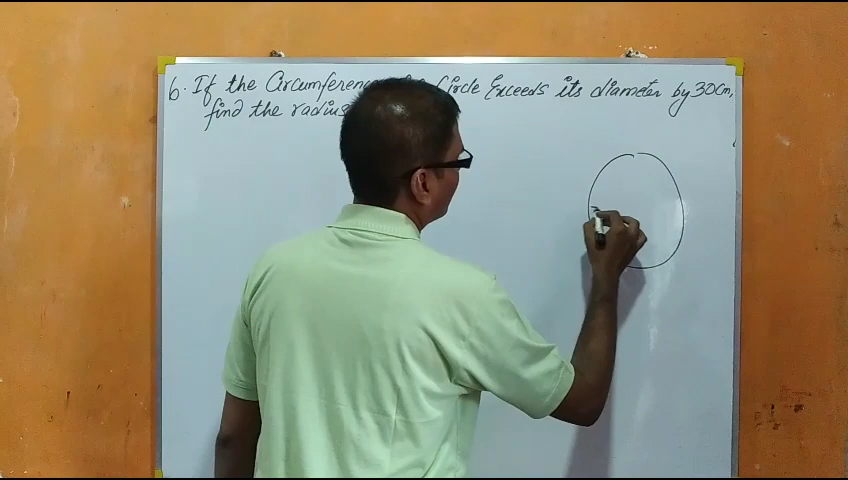 6. If the Circumference Circle Exceeds its diameter by 30cm,
find the radius